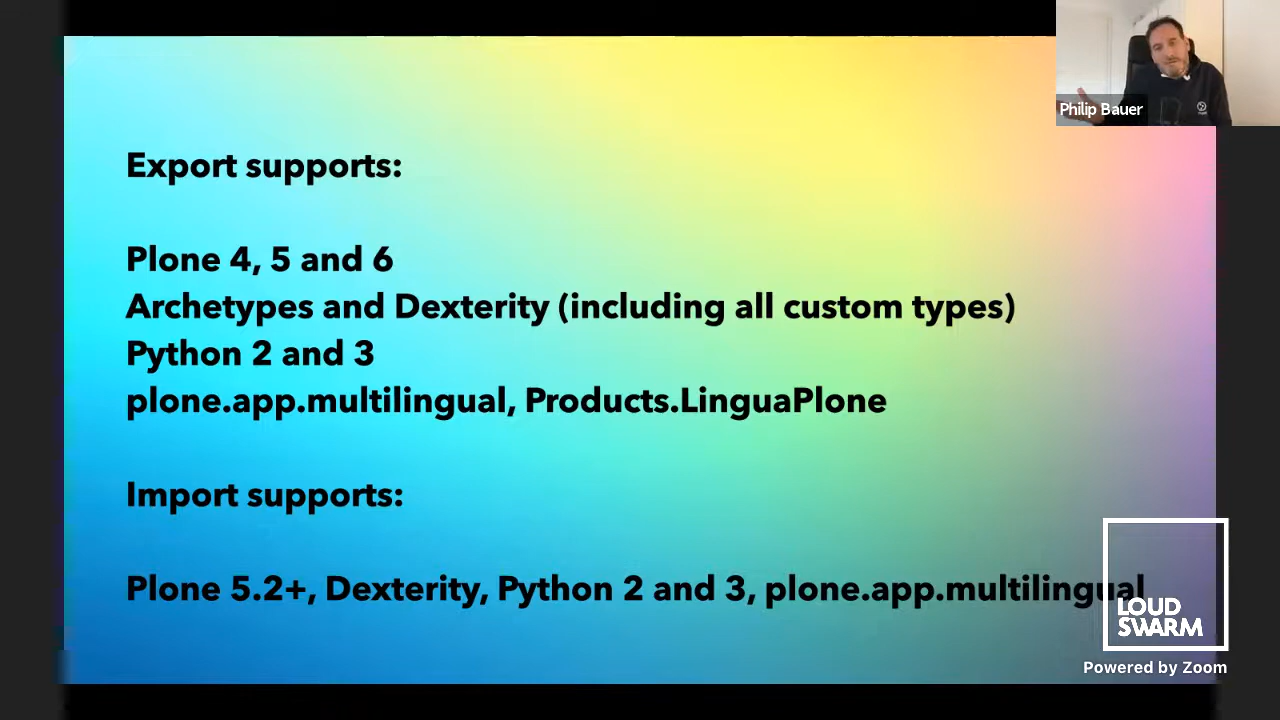 Philip Bauer
Export supports:
Plone 4, 5 and 6
Archetypes and Dexterity (including all custom types)
Python 2 and 3
plone.app.multilingual, Products.LinguaPlone
Import supports:
Plone 5.2+, Dexterity, Python 2 and 3, plone.app.multilingual
LOUD
SWARM
Powered by Zoom